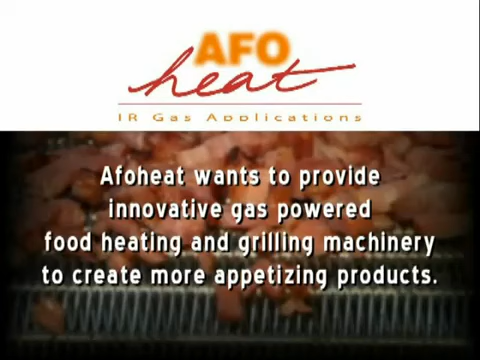 AFO
heat
IR Gas Applications
Afoheat wants to provide
innovative gas powered
food heating and grilling machinery
to create more appetizing products.